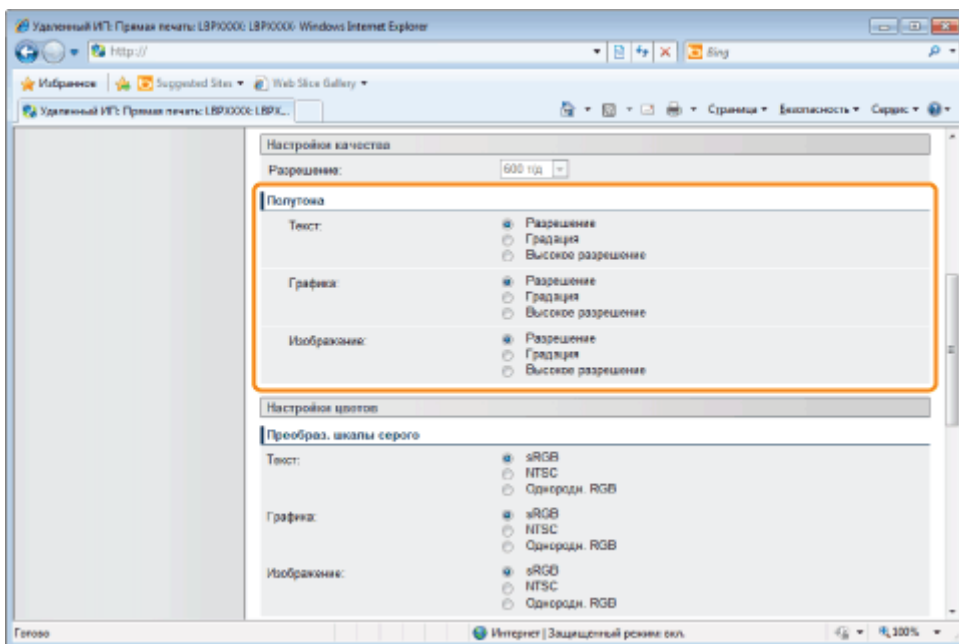 Удаленный ИП: Прямая печать: LBPXXXX: LBPXXXX- Windows Internet Explorer
http://
Bing
Избранное Suggested Sites Web Slice Gallery
Удаленный ИП: Прямая печать: LBPXXXX: LBPX... Страница Безопасность Сервис
Настройки качества
Разрешение: 600 т/д
Полутона
Текст: Разрешение
Градация
Высокое разрешение
Графика: Разрешение
Градация
Высокое разрешение
Изображение: Разрешение
Градация
Высокое разрешение
Настройки цветов
Преобраз. шкалы серого
Текст: sRGB
NTSC
Однородн. RGB
Графика: sRGB
NTSC
Однородн. RGB
Изображение: sRGB
NTSC
Однородн. RGB
Готово Интернет | Защищенный режим: вкл. 100%